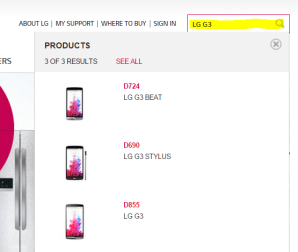 ABOUT LG | MY SUPPORT | WHERE TO BUY | SIGN IN
LG G3
ERS
PRODUCTS
3 OF 3 RESULTS SEE ALL
D724
LG G3 BEAT
D690
LG G3 STYLUS
D855
LG G3